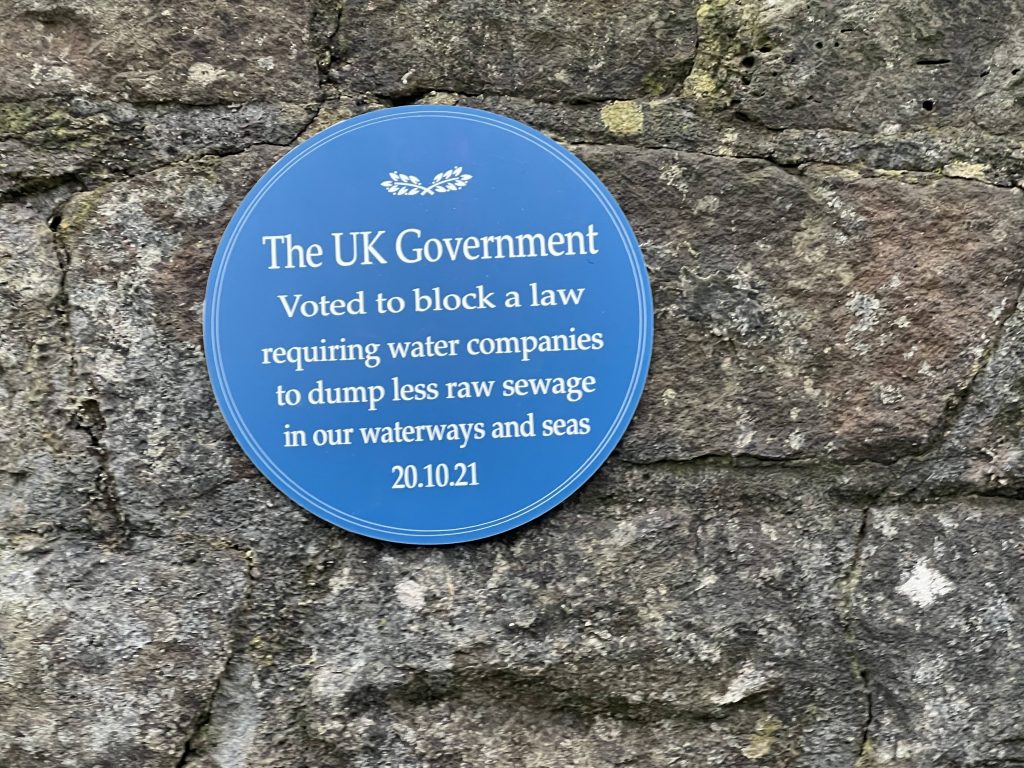 The UK Government
Voted to block a law
requiring water companies
to dump less raw sewage
in our waterways and seas
20.10.21